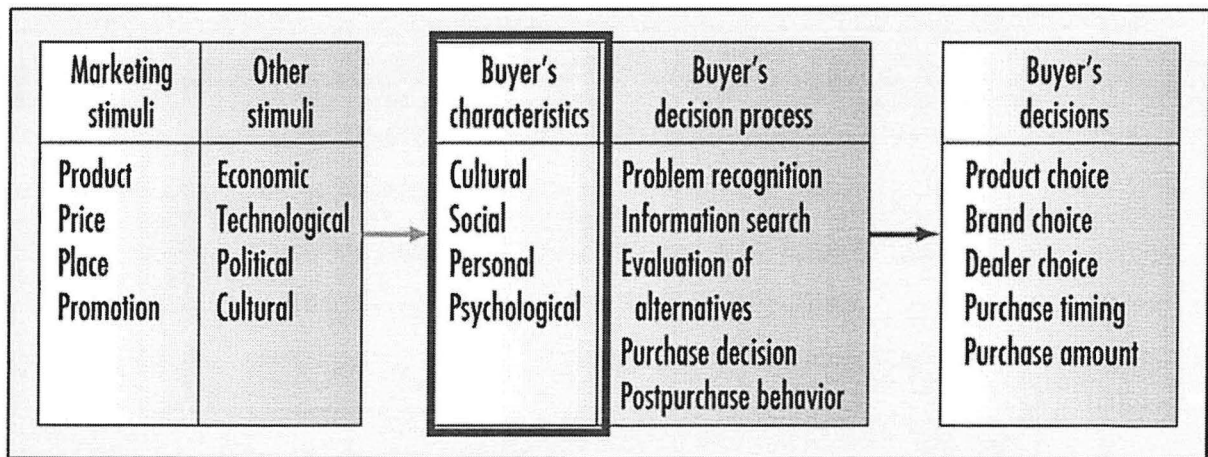 Marketing
stimuli
Product
Price
Place
Promotion
Other
stimuli
Economic
Technological
Political
Cultural
Buyer's
characteristics
Cultural
Social
Personal
Psychological
Buyer's
decision process
Problem recognition
Information search
Evaluation of
alternatives
Purchase decision
Postpurchase behavior
Buyer's
decisions
Product choice
Brand choice
Dealer choice
Purchase timing
Purchase amount